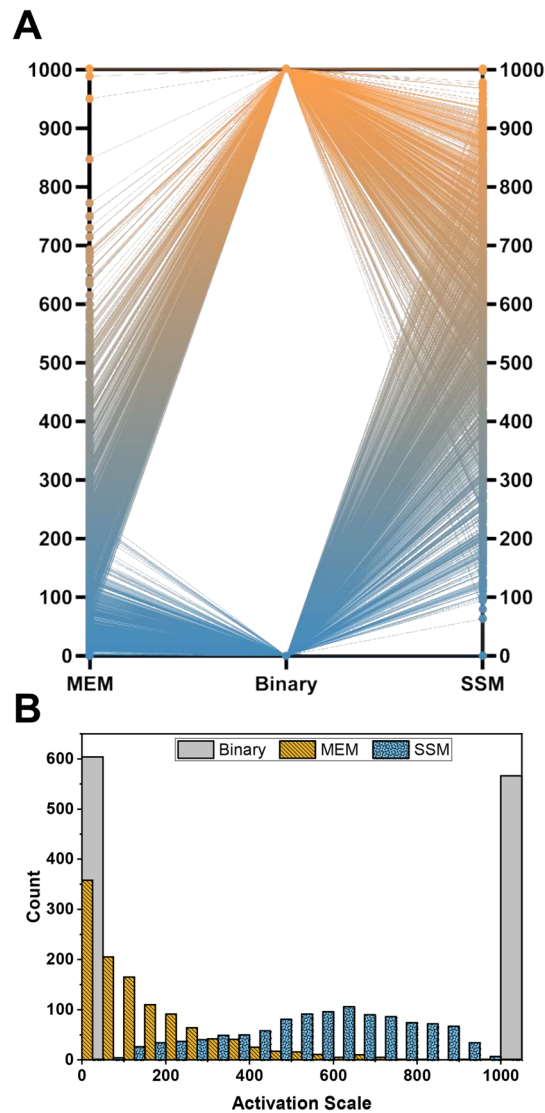 A
1000 1000
900 900
800 800
700 700
600 600
500 500
400 400
300 300
200 200
100 100
0 0
MEM Binary SSM
B
Binary MEM SSM
600
500
400
300
200
100
0
Count
0 200 400 600 800 1000
Activation Scale